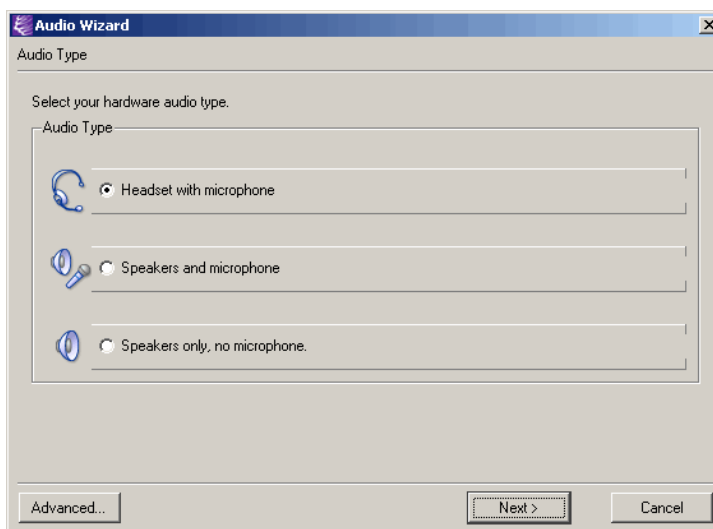 Audio Wizard
Audio Type
Select your hardware audio type.
Audio Type
Headset with microphone
Speakers and microphone
Speakers only, no microphone.
Advanced...
Next >
Cancel